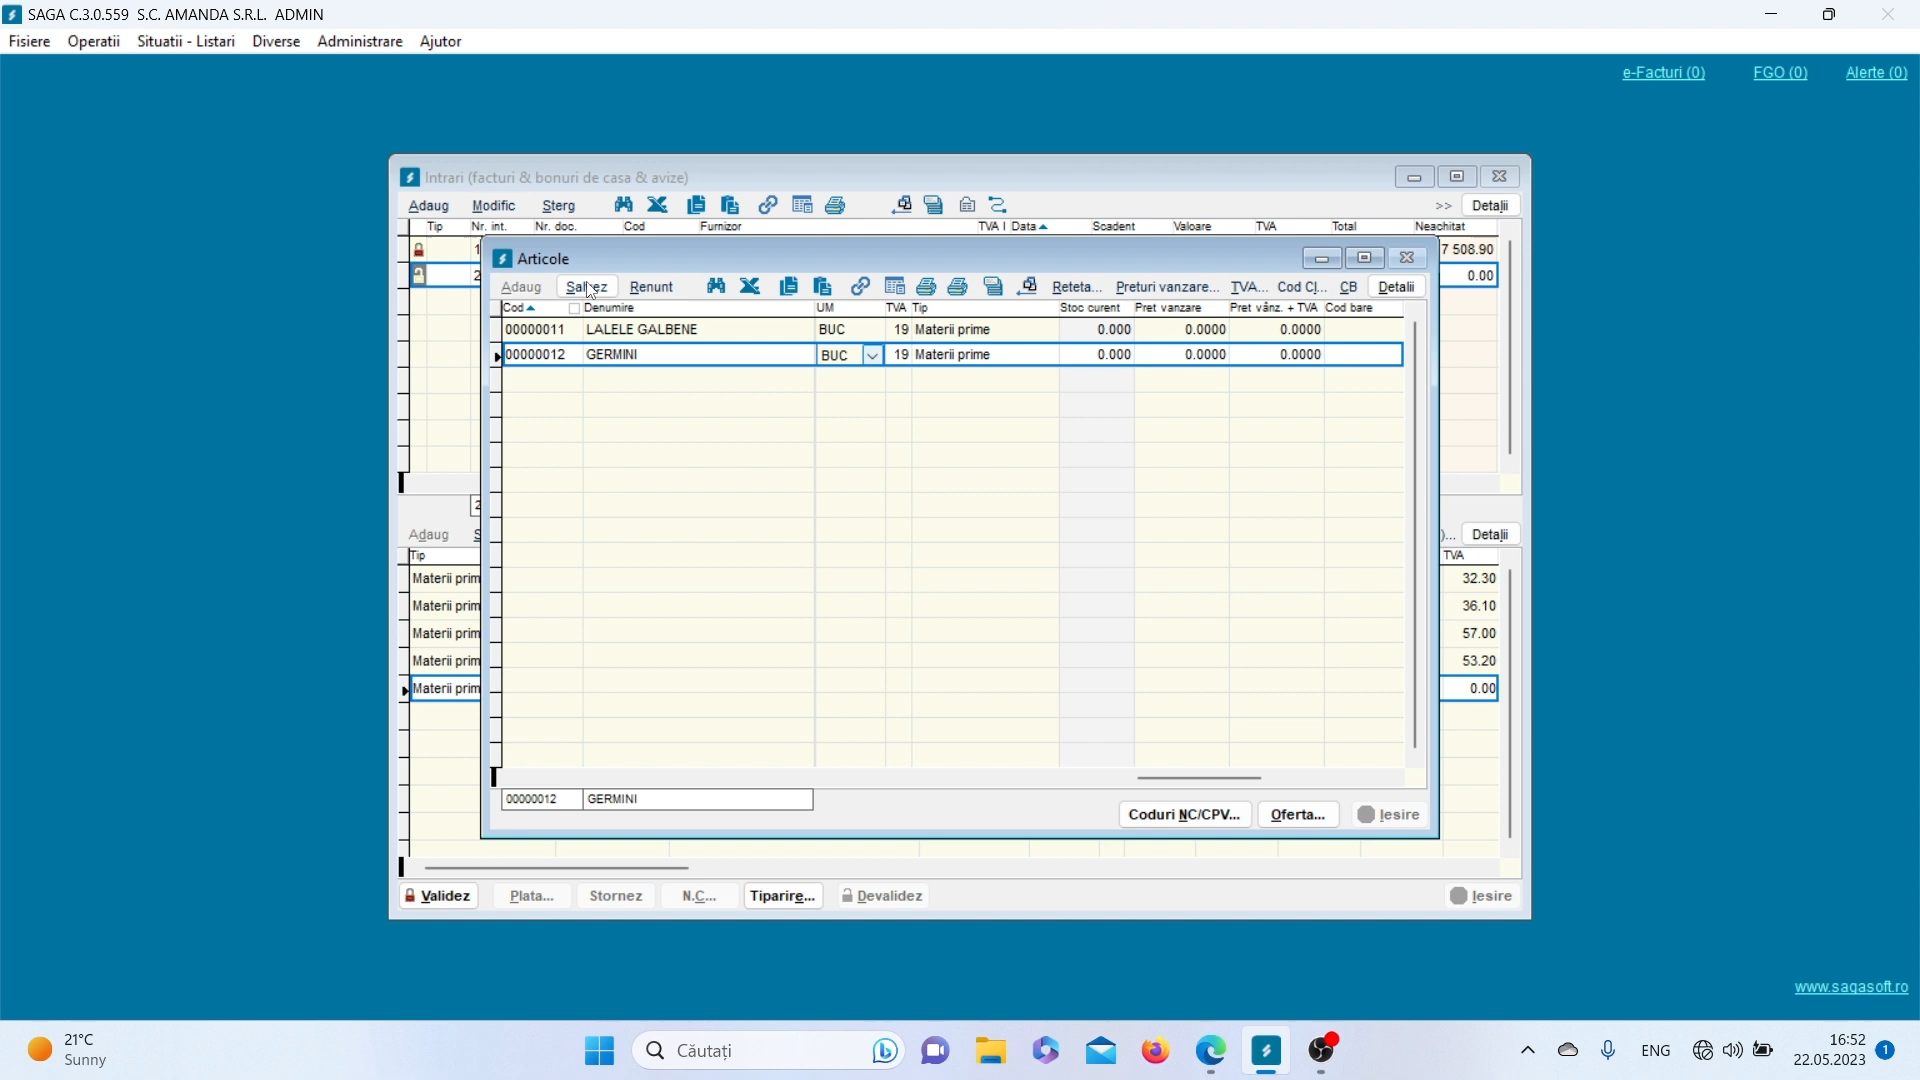 SAGA C.3.0.559 S.C. AMANDA S.R.L. ADMIN
Fisiere Operatii Situatii - Listari Diverse Administrare Ajutor
e-Facturi (0) FGO (0) Alerte (0)
Intrari (facturi & bonuri de casa & avize)
Adaug Modific Sterg >> Detalii
Tip Nr. int. Nr. doc. Cod Furnizor TVA I Data Scadent Valoare TVA Total Neachitat
1 7 508.90
2 0.00
Articole
Adaug Salvez Renunt Reteta... Preturi vanzare... TVA... Cod Cl... CB Detalii
Cod Denumire UM TVA Tip Stoc curent Pret vanzare Pret vânz. + TVA Cod bare
00000011 LALELE GALBENE BUC 19 Materii prime 0.000 0.0000 0.0000
00000012 GERMINI BUC 19 Materii prime 0.000 0.0000 0.0000
00000012 GERMINI
Coduri NC/CPV... Oferta... Iesire
Adaug )... Detalii
Tip TVA
Materii prim 32.30
Materii prim 36.10
Materii prim 57.00
Materii prim 53.20
Materii prim 0.00
Validez Plata... Stornez N.C... Tiparire... Devalidez Iesire
www.sagasoft.ro
21°C
Sunny
Căutați
ENG
16:52
22.05.2023
1